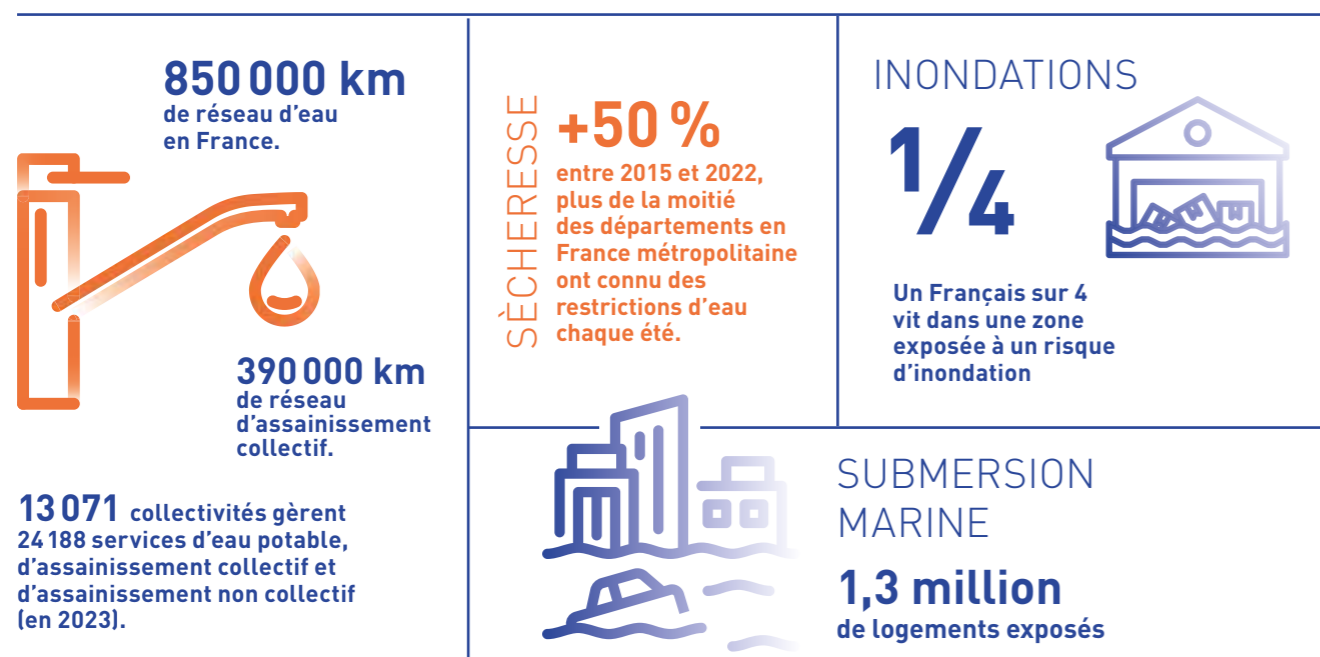 850 000 km
de réseau d'eau
en France.
390 000 km
de réseau
d'assainissement
collectif.
13 071 collectivités gèrent
24 188 services d'eau potable,
d'assainissement collectif et
d'assainissement non collectif
(en 2023).
SÈCHERESSE
+50 %
entre 2015 et 2022,
plus de la moitié
des départements en
France métropolitaine
ont connu des
restrictions d'eau
chaque été.
INONDATIONS
1/4
Un Français sur 4
vit dans une zone
exposée à un risque
d'inondation
SUBMERSION
MARINE
1,3 million
de logements exposés